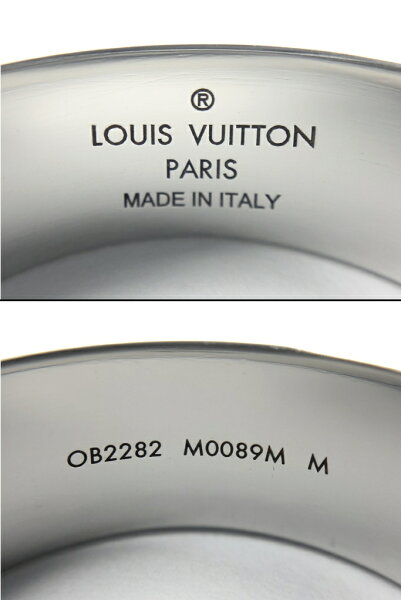 ®
LOUIS VUITTON
PARIS
MADE IN ITALY
OB2282 M0089M M